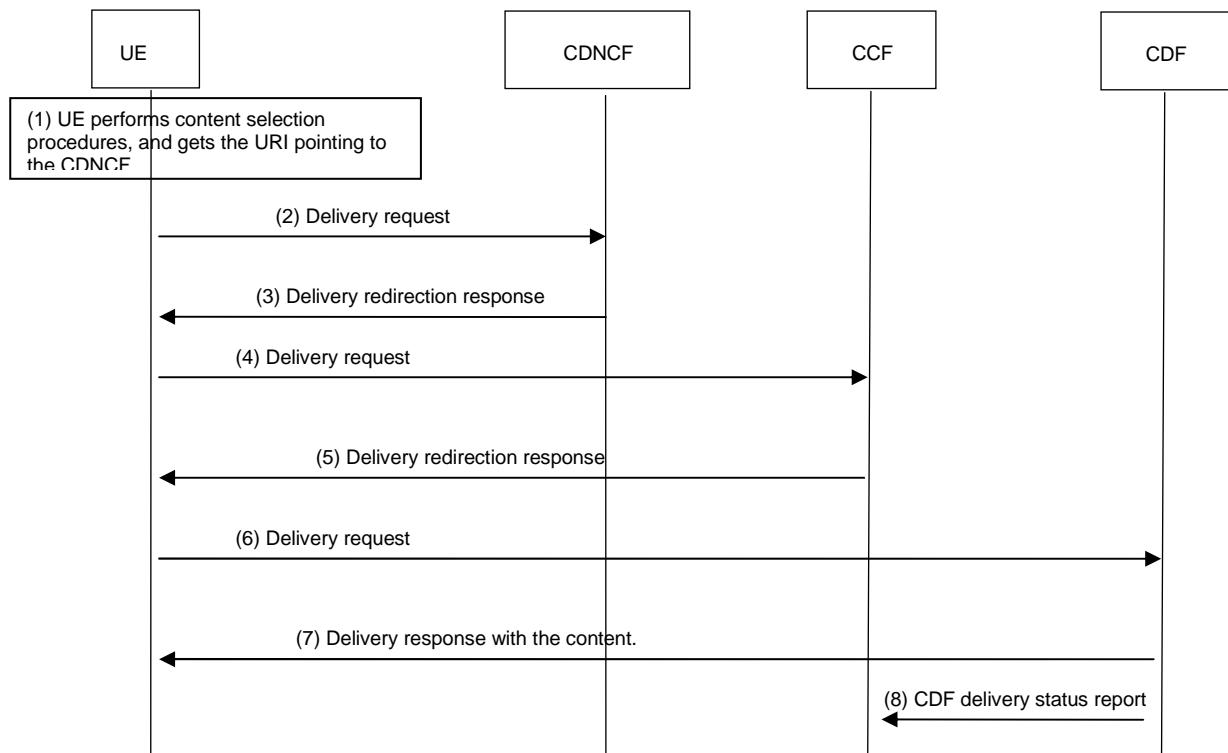 UE
CDNCF
CCF
CDF
(1) UE performs content selection
procedures, and gets the URI pointing to
the CDNCF
(2) Delivery request
(3) Delivery redirection response
(4) Delivery request
(5) Delivery redirection response
(6) Delivery request
(7) Delivery response with the content.
(8) CDF delivery status report